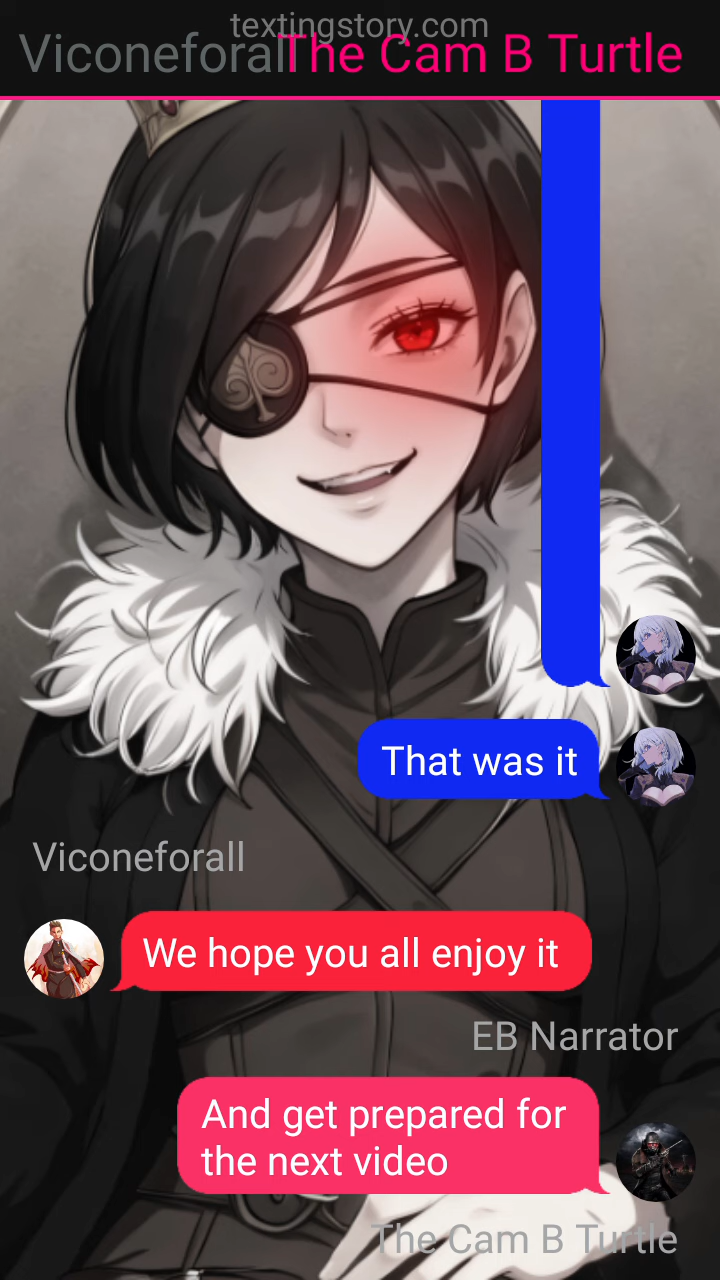 textingstory.com
Viconeforall
The Cam B Turtle
That was it
Viconeforall
We hope you all enjoy it
EB Narrator
And get prepared for
the next video
The Cam B Turtle